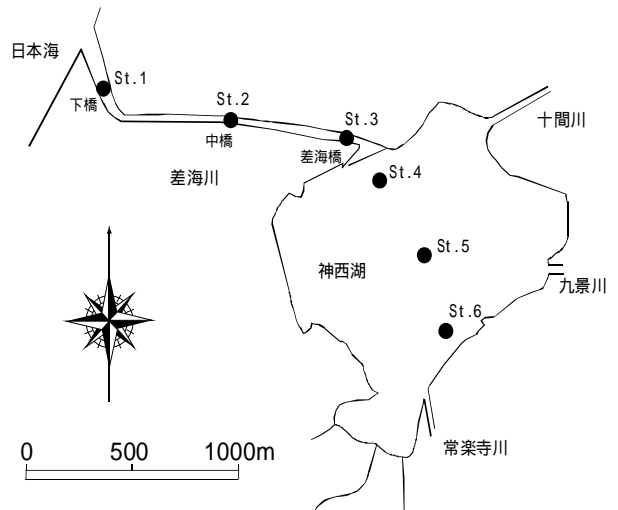 日本海
St.1
下橋
St.2
中橋
St.3
差海橋
十間川
差海川
St.4
St.5
神西湖
九景川
St.6
常楽寺川
0 500 1000m